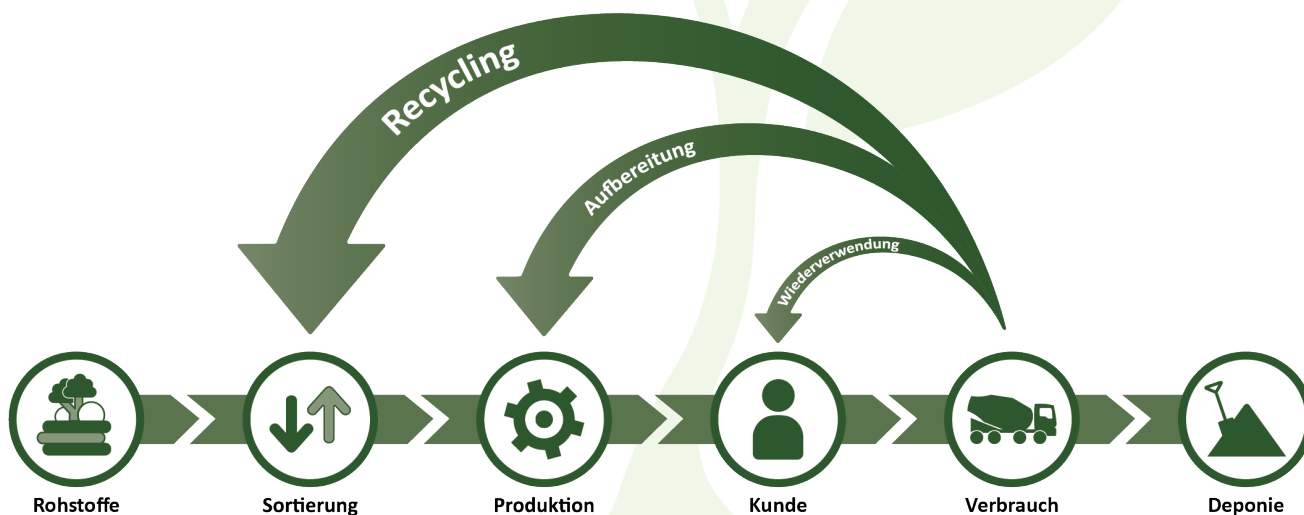 Recycling
Aufbereitung
Wiederverwendung
Rohstoffe
Sortierung
Produktion
Kunde
Verbrauch
Deponie